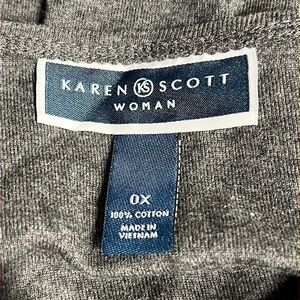 KAREN KS SCOTT
WOMAN
0X
100% COTTON
MADE IN
VIETNAM